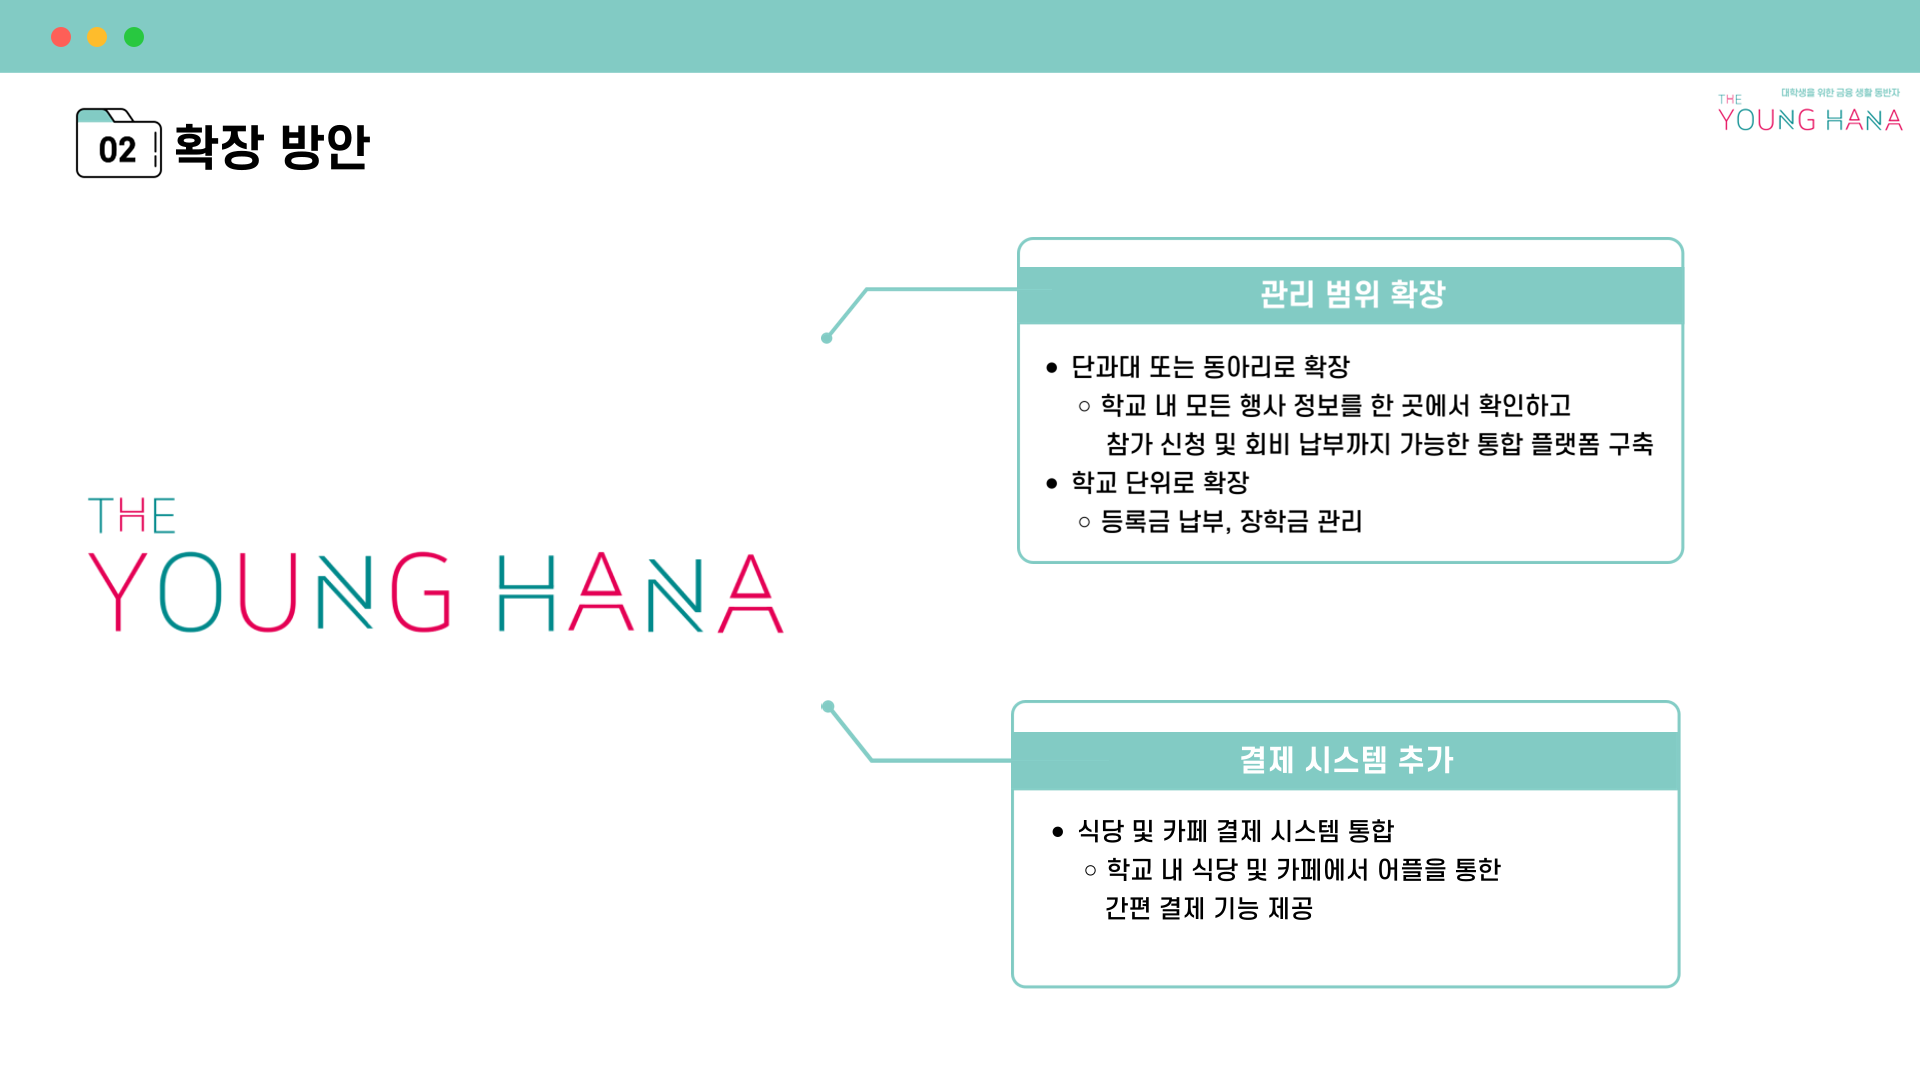 대학생을 위한 금융 생활 동반자
THE
YOUNG HANA
02
확장 방안
THE
YOUNG HANA
관리 범위 확장
• 단과대 또는 동아리로 확장
○ 학교 내 모든 행사 정보를 한 곳에서 확인하고
참가 신청 및 회비 납부까지 가능한 통합 플랫폼 구축
• 학교 단위로 확장
○ 등록금 납부, 장학금 관리
결제 시스템 추가
• 식당 및 카페 결제 시스템 통합
○ 학교 내 식당 및 카페에서 어플을 통한
간편 결제 기능 제공